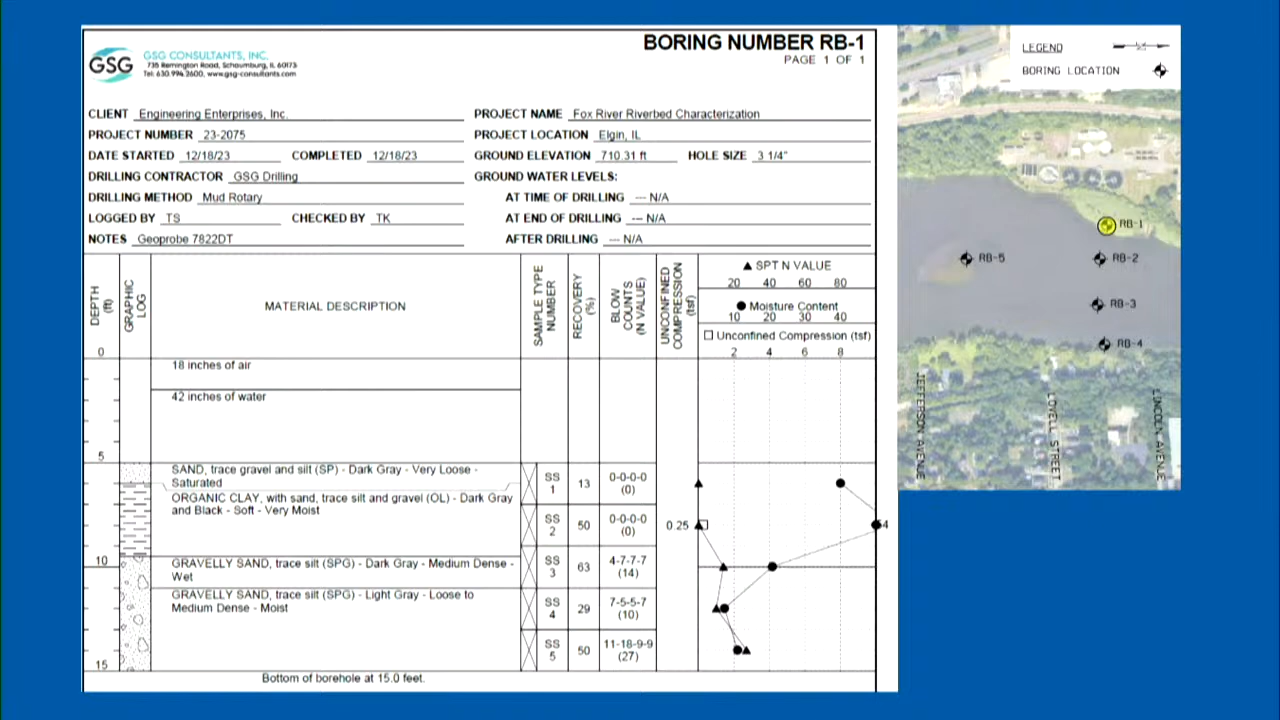 GSG
GSG CONSULTANTS, INC.
735 Remington Road, Schaumburg, IL 60173
Tel: 630.994.2600, www.gsg-consultants.com
BORING NUMBER RB-1
PAGE 1 OF 1
CLIENT Engineering Enterprises, Inc.
PROJECT NAME Fox River Riverbed Characterization
PROJECT NUMBER 23-2075
PROJECT LOCATION Elgin, IL
DATE STARTED 12/18/23 COMPLETED 12/18/23
GROUND ELEVATION 710.31 ft HOLE SIZE 3 1/4"
DRILLING CONTRACTOR GSG Drilling
GROUND WATER LEVELS:
DRILLING METHOD Mud Rotary
AT TIME OF DRILLING --- N/A
LOGGED BY TS CHECKED BY TK
AT END OF DRILLING --- N/A
NOTES Geoprobe 7822DT
AFTER DRILLING --- N/A
DEPTH (ft)
GRAPHIC LOG
MATERIAL DESCRIPTION
SAMPLE TYPE NUMBER
RECOVERY (%)
BLOW COUNTS (N VALUE)
UNCONFINED COMPRESSION (tsf)
▲ SPT N VALUE
20 40 60 80
● Moisture Content
10 20 30 40
□ Unconfined Compression (tsf)
2 4 6 8
0
18 inches of air
42 inches of water
5
SAND, trace gravel and silt (SP) - Dark Gray - Very Loose -
Saturated
SS 1
13
0-0-0-0
(0)
ORGANIC CLAY, with sand, trace silt and gravel (OL) - Dark Gray
and Black - Soft - Very Moist
SS 2
50
0-0-0-0
(0)
0.25
54
10
GRAVELLY SAND, trace silt (SPG) - Dark Gray - Medium Dense -
Wet
SS 3
63
4-7-7-7
(14)
GRAVELLY SAND, trace silt (SPG) - Light Gray - Loose to
Medium Dense - Moist
SS 4
29
7-5-5-7
(10)
SS 5
50
11-18-9-9
(27)
15
Bottom of borehole at 15.0 feet.
LEGEND
BORING LOCATION
RB-1
RB-5
RB-2
RB-3
RB-4
JEFFERSON AVENUE
LOVELL STREET
LINCOLN AVENUE